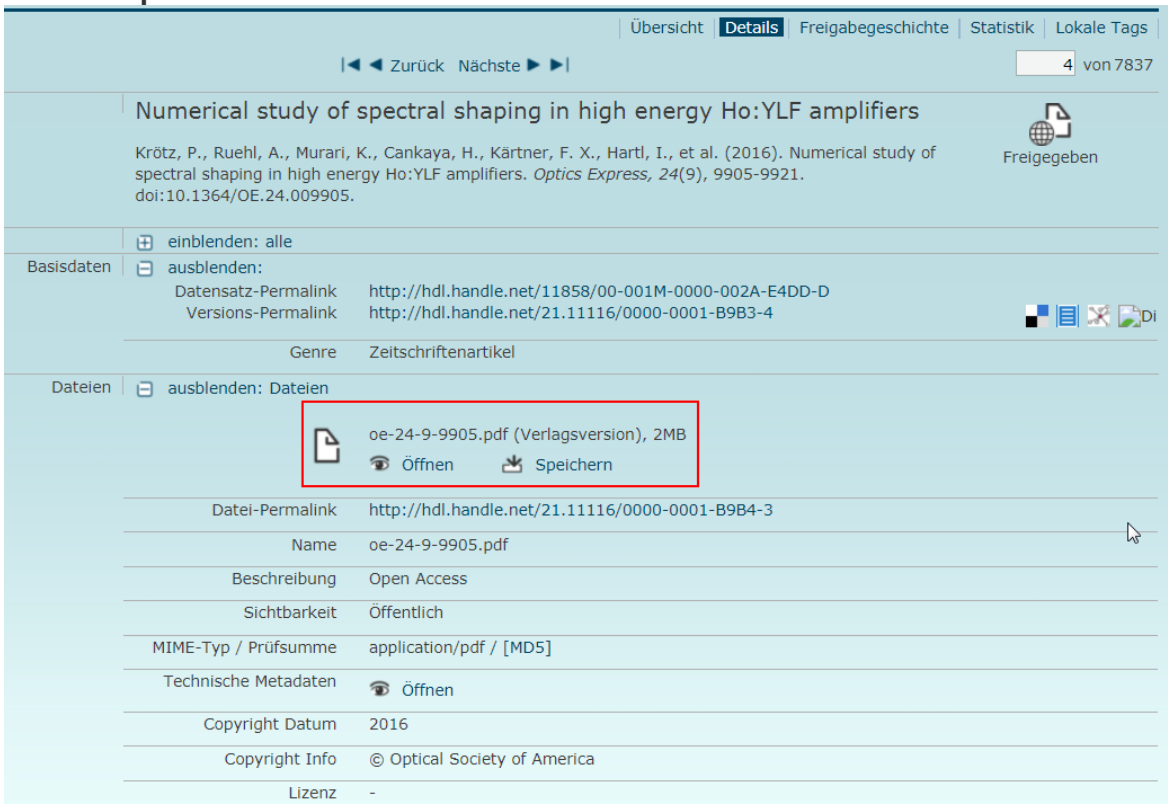 Übersicht Details Freigabegeschichte Statistik Lokale Tags
Zurück Nächste 4 von 7837
Numerical study of spectral shaping in high energy Ho:YLF amplifiers
Freigegeben
Krötz, P., Ruehl, A., Murari, K., Cankaya, H., Kärtner, F. X., Hartl, I., et al. (2016). Numerical study of
spectral shaping in high energy Ho:YLF amplifiers. Optics Express, 24(9), 9905-9921.
doi:10.1364/OE.24.009905.
einblenden: alle
Basisdaten ausblenden:
Datensatz-Permalink http://hdl.handle.net/11858/00-001M-0000-002A-E4DD-D
Versions-Permalink http://hdl.handle.net/21.11116/0000-0001-B9B3-4
Di
Genre Zeitschriftenartikel
Dateien ausblenden: Dateien
oe-24-9-9905.pdf (Verlagsversion), 2MB
Öffnen Speichern
Datei-Permalink http://hdl.handle.net/21.11116/0000-0001-B9B4-3
Name oe-24-9-9905.pdf
Beschreibung Open Access
Sichtbarkeit Öffentlich
MIME-Typ / Prüfsumme application/pdf / [MD5]
Technische Metadaten Öffnen
Copyright Datum 2016
Copyright Info © Optical Society of America
Lizenz -